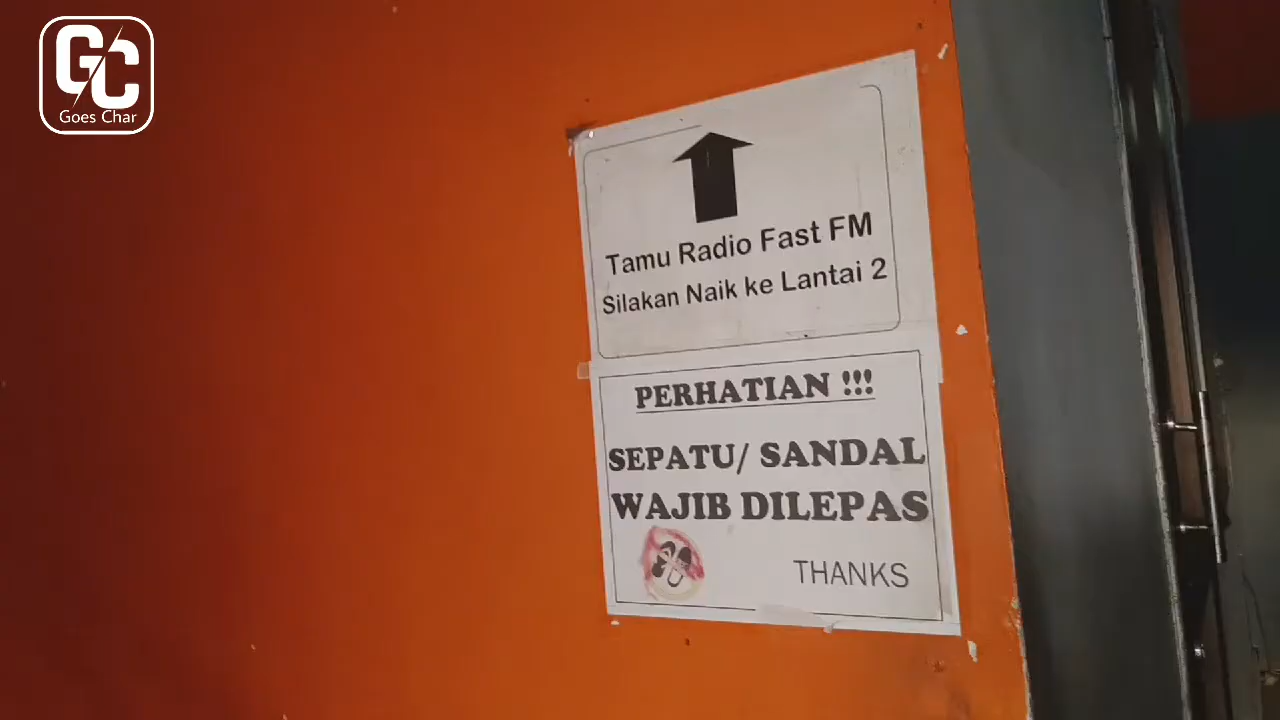 GC
Goes Char
Tamu Radio Fast FM
Silakan Naik ke Lantai 2
PERHATIAN !!!
SEPATU/ SANDAL
WAJIB DILEPAS
THANKS